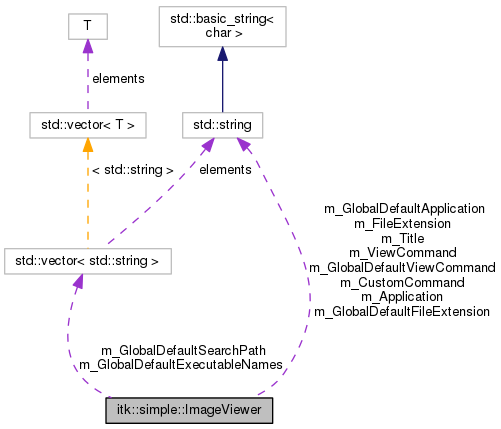 T
std::basic_string<
char >
elements
std::vector< T >
std::string
< std::string >
elements
m_GlobalDefaultApplication
m_FileExtension
m_Title
m_ViewCommand
m_GlobalDefaultViewCommand
m_CustomCommand
m_Application
m_GlobalDefaultFileExtension
std::vector< std::string >
m_GlobalDefaultSearchPath
m_GlobalDefaultExecutableNames
itk::simple::ImageViewer